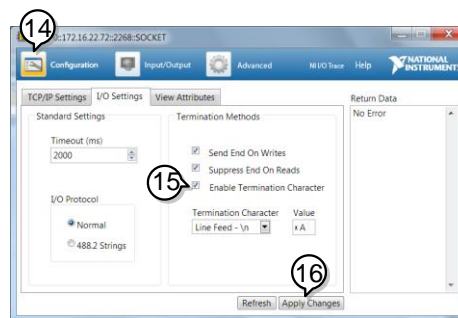 14
::172.16.22.72::2268::SOCKET
Configuration Input/Output Advanced NI I/O Trace Help NATIONAL INSTRUMENTS
TCP/IP Settings I/O Settings View Attributes Return Data
Standard Settings Termination Methods No Error
Timeout (ms)
2000
Send End On Writes
Suppress End On Reads
15 Enable Termination Character
I/O Protocol
Termination Character Value
Normal Line Feed - \n x A
488.2 Strings
16
Refresh Apply Changes